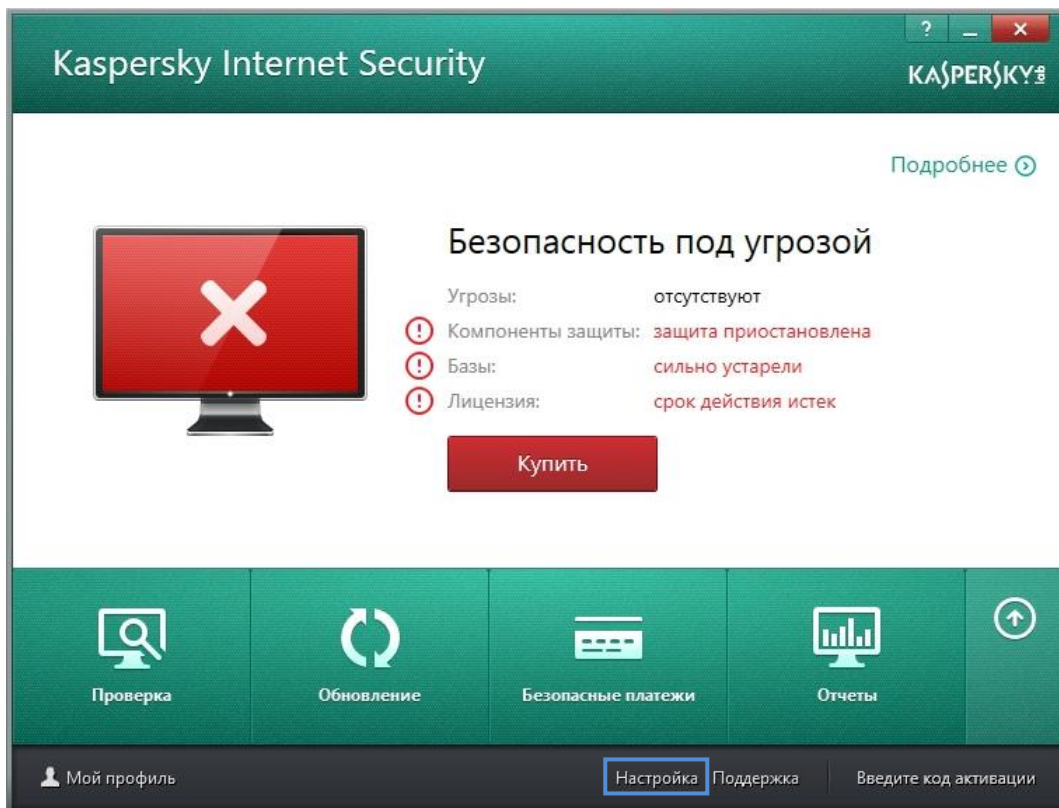 Kaspersky Internet Security
?
KASPERSKY lab
Подробнее
Безопасность под угрозой
Угрозы: отсутствуют
Компоненты защиты: защита приостановлена
Базы: сильно устарели
Лицензия: срок действия истек
Купить
Проверка Обновление Безопасные платежи Отчеты
Мой профиль Настройка Поддержка Введите код активации